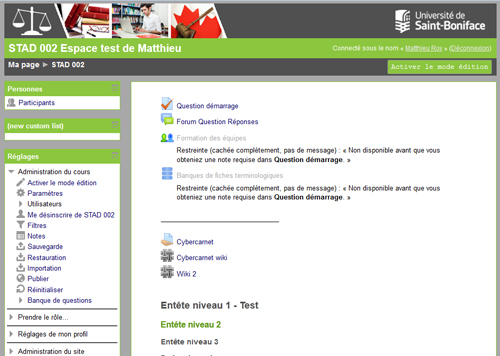 Université de
Saint-Boniface
STAD 002 Espace test de Matthieu
Connecté sous le nom « Matthieu Roy » (Déconnexion)
Ma page ► STAD 002
Activer le mode édition
Personnes
Participants
(new custom list)
Réglages
Administration du cours
Activer le mode édition
Paramètres
Utilisateurs
Me désinscrire de STAD 002
Filtres
Notes
Sauvegarde
Restauration
Importation
Publier
Réinitialiser
Banque de questions
Prendre le rôle...
Réglages de mon profil
Administration du site
Question démarrage
Forum Question Réponses
Formation des équipes
Restreinte (cachée complètement, pas de message) : « Non disponible avant que vous
obteniez une note requise dans Question démarrage. »
Banques de fiches terminologiques
Restreinte (cachée complètement, pas de message) : « Non disponible avant que vous
obteniez une note requise dans Question démarrage. »
Cybercarnet
Cybercarnet wiki
Wiki 2
Entête niveau 1 - Test
Entête niveau 2
Entête niveau 3